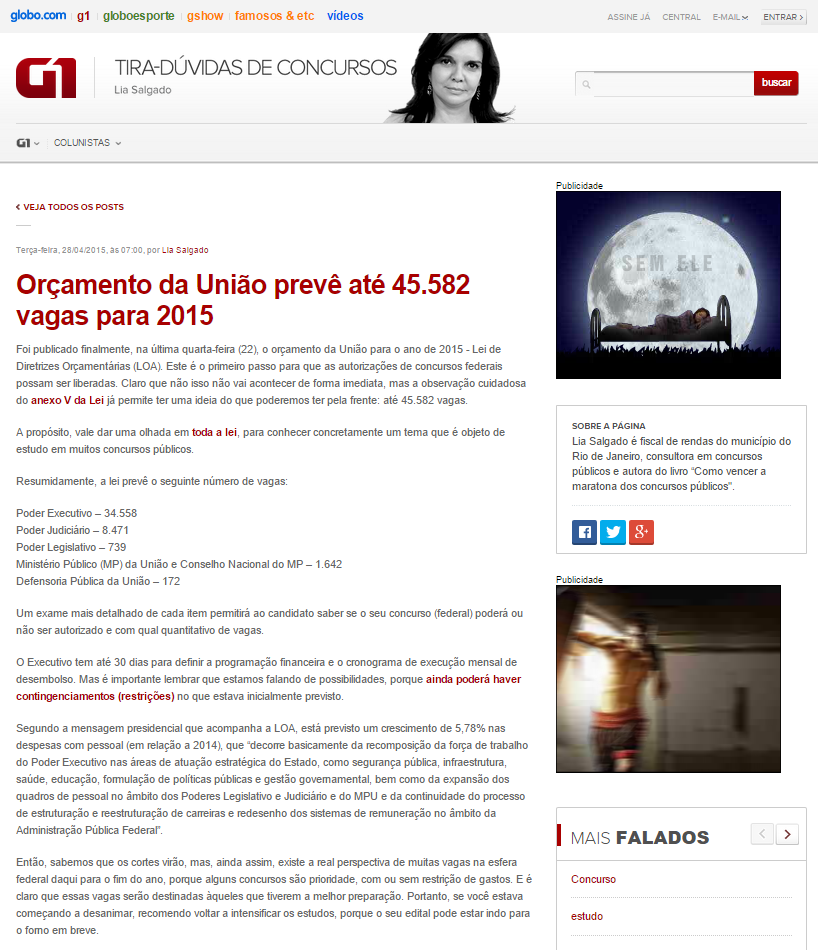 globo.com g1 globoesporte gshow famosos & etc vídeos
ASSINE JÁ CENTRAL E-MAIL ENTRAR
G1
TIRA-DÚVIDAS DE CONCURSOS
Lia Salgado
buscar
G1 COLUNISTAS
VEJA TODOS OS POSTS
Terça-feira, 28/04/2015, às 07:00, por Lia Salgado
Orçamento da União prevê até 45.582
vagas para 2015
Foi publicado finalmente, na última quarta-feira (22), o orçamento da União para o ano de 2015 - Lei de
Diretrizes Orçamentárias (LOA). Este é o primeiro passo para que as autorizações de concursos federais
possam ser liberadas. Claro que não isso não vai acontecer de forma imediata, mas a observação cuidadosa
do anexo V da Lei já permite ter uma ideia do que poderemos ter pela frente: até 45.582 vagas.
A propósito, vale dar uma olhada em toda a lei, para conhecer concretamente um tema que é objeto de
estudo em muitos concursos públicos.
Resumidamente, a lei prevê o seguinte número de vagas:
Poder Executivo – 34.558
Poder Judiciário – 8.471
Poder Legislativo – 739
Ministério Público (MP) da União e Conselho Nacional do MP – 1.642
Defensoria Pública da União – 172
Um exame mais detalhado de cada item permitirá ao candidato saber se o seu concurso (federal) poderá ou
não ser autorizado e com qual quantitativo de vagas.
O Executivo tem até 30 dias para definir a programação financeira e o cronograma de execução mensal de
desembolso. Mas é importante lembrar que estamos falando de possibilidades, porque ainda poderá haver
contingenciamentos (restrições) no que estava inicialmente previsto.
Segundo a mensagem presidencial que acompanha a LOA, está previsto um crescimento de 5,78% nas
despesas com pessoal (em relação a 2014), que “decorre basicamente da recomposição da força de trabalho
do Poder Executivo nas áreas de atuação estratégica do Estado, como segurança pública, infraestrutura,
saúde, educação, formulação de políticas públicas e gestão governamental, bem como da expansão dos
quadros de pessoal no âmbito dos Poderes Legislativo e Judiciário e do MPU e da continuidade do processo
de estruturação e reestruturação de carreiras e redesenho dos sistemas de remuneração no âmbito da
Administração Pública Federal”.
Então, sabemos que os cortes virão, mas, ainda assim, existe a real perspectiva de muitas vagas na esfera
federal daqui para o fim do ano, porque alguns concursos são prioridade, com ou sem restrição de gastos. E é
claro que essas vagas serão destinadas àqueles que tiverem a melhor preparação. Portanto, se você estava
começando a desanimar, recomendo voltar a intensificar os estudos, porque o seu edital pode estar indo para
o forno em breve.
Publicidade
SEM ELE
SOBRE A PÁGINA
Lia Salgado é fiscal de rendas do município do
Rio de Janeiro, consultora em concursos
públicos e autora do livro “Como vencer a
maratona dos concursos públicos”.
Publicidade
MAIS FALADOS
Concurso
estudo